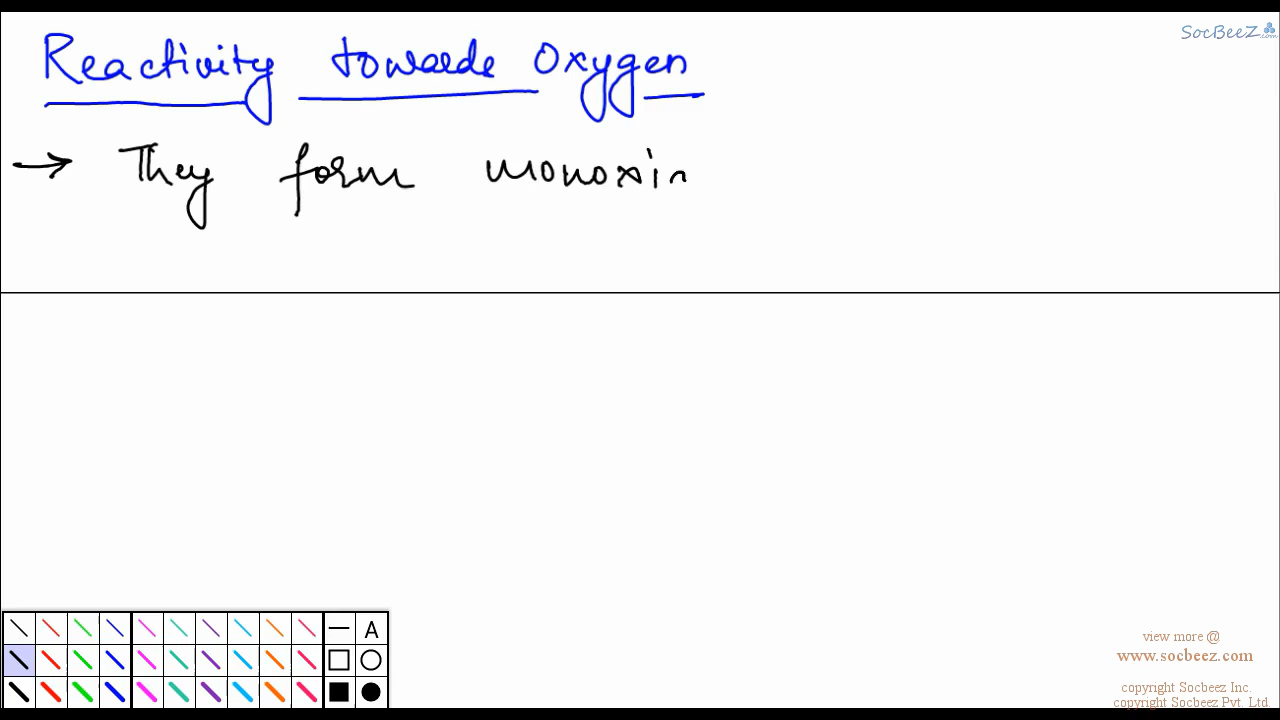 SocBeeZ.com
Reactivity towards Oxygen
→ They form monoxi
A
view more @
www.socbeez.com
copyright Socbeez Inc.
copyright Socbeez Pvt. Ltd.